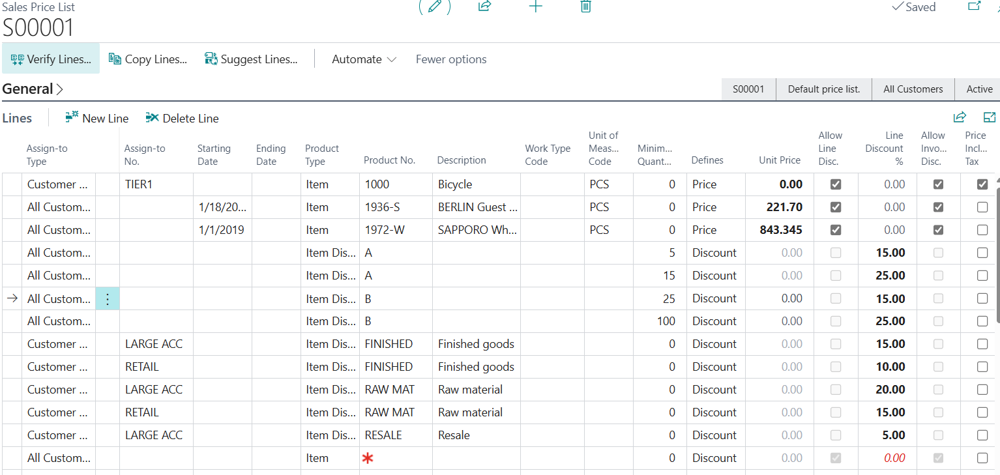 Sales Price List
Saved
S00001
Verify Lines... Copy Lines... Suggest Lines... Automate Fewer options
General
S00001 Default price list. All Customers Active
Lines New Line Delete Line
Assign-to Type Assign-to No. Starting Date Ending Date Product Type Product No. Description Work Type Code Unit of Meas... Code Minim... Quant... Defines Unit Price Allow Line Disc. Line Discount % Allow Invo... Disc. Price Incl... Tax
Customer ... TIER1 Item 1000 Bicycle PCS 0 Price 0.00 0.00
All Custom... 1/18/20... Item 1936-S BERLIN Guest ... PCS 0 Price 221.70 0.00
All Custom... 1/1/2019 Item 1972-W SAPPORO Wh... PCS 0 Price 843.345 0.00
All Custom... Item Dis... A 5 Discount 0.00 15.00
All Custom... Item Dis... A 15 Discount 0.00 25.00
All Custom... Item Dis... B 25 Discount 0.00 15.00
All Custom... Item Dis... B 100 Discount 0.00 25.00
Customer ... LARGE ACC Item Dis... FINISHED Finished goods 0 Discount 0.00 15.00
Customer ... RETAIL Item Dis... FINISHED Finished goods 0 Discount 0.00 10.00
Customer ... LARGE ACC Item Dis... RAW MAT Raw material 0 Discount 0.00 20.00
Customer ... RETAIL Item Dis... RAW MAT Raw material 0 Discount 0.00 15.00
Customer ... LARGE ACC Item Dis... RESALE Resale 0 Discount 0.00 5.00
All Custom... Item * 0 Discount 0.00 0.00